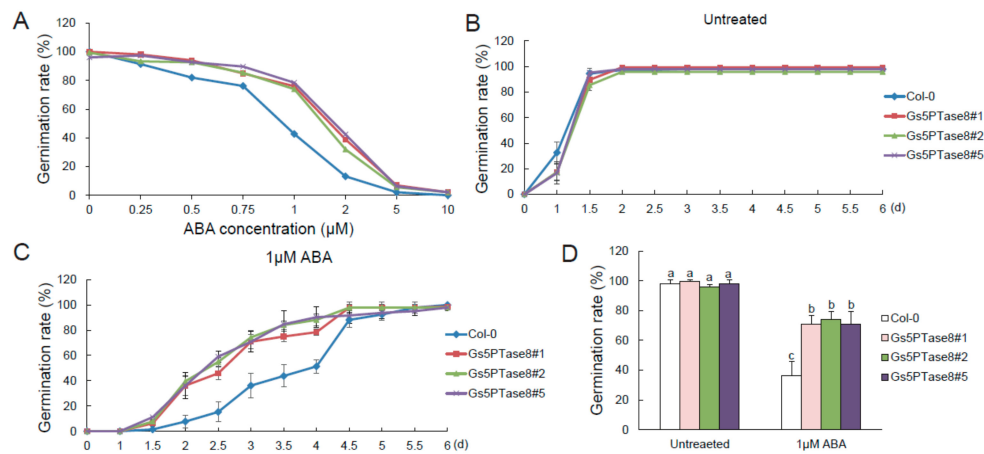 A
Germimation rate (%)
120
100
80
60
40
20
0
0 0.25 0.5 0.75 1 2 5 10
ABA concentration (μM)
B
Untreated
Germination rate (%)
120
100
80
60
40
20
0
0 1 1.5 2 2.5 3 3.5 4 4.5 5 5.5 6 (d)
Col-0
Gs5PTase8#1
Gs5PTase8#2
Gs5PTase8#5
C
1μM ABA
Germination rate (%)
120
100
80
60
40
20
0
0 1 1.5 2 2.5 3 3.5 4 4.5 5 5.5 6 (d)
Col-0
Gs5PTase8#1
Gs5PTase8#2
Gs5PTase8#5
D
Germination rate (%)
120
100
80
60
40
20
0
a a a a
c b b b
Untreaeted 1μM ABA
Col-0
Gs5PTase8#1
Gs5PTase8#2
Gs5PTase8#5